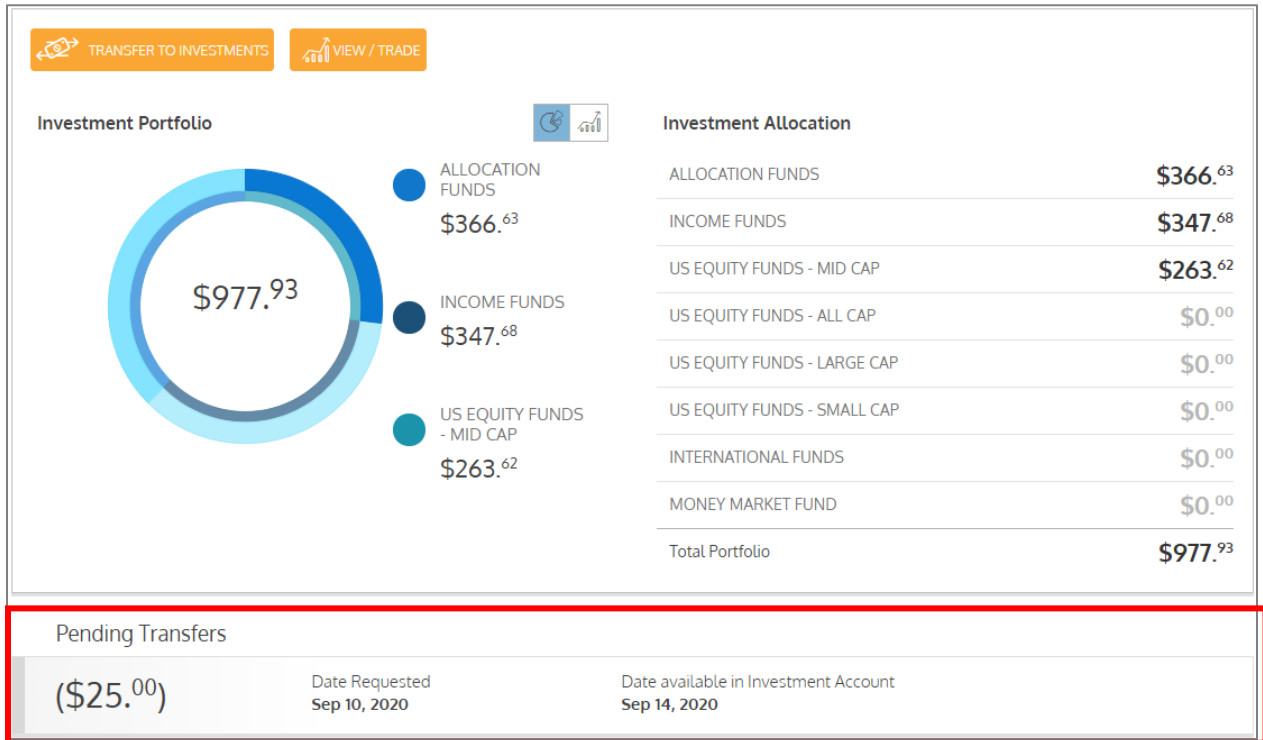 TRANSFER TO INVESTMENTS
VIEW / TRADE
Investment Portfolio
$977.93
ALLOCATION
FUNDS
$366.63
INCOME FUNDS
$347.68
US EQUITY FUNDS
- MID CAP
$263.62
Investment Allocation
ALLOCATION FUNDS $366.63
INCOME FUNDS $347.68
US EQUITY FUNDS - MID CAP $263.62
US EQUITY FUNDS - ALL CAP $0.00
US EQUITY FUNDS - LARGE CAP $0.00
US EQUITY FUNDS - SMALL CAP $0.00
INTERNATIONAL FUNDS $0.00
MONEY MARKET FUND $0.00
Total Portfolio $977.93
Pending Transfers
($25.00)
Date Requested
Sep 10, 2020
Date available in Investment Account
Sep 14, 2020